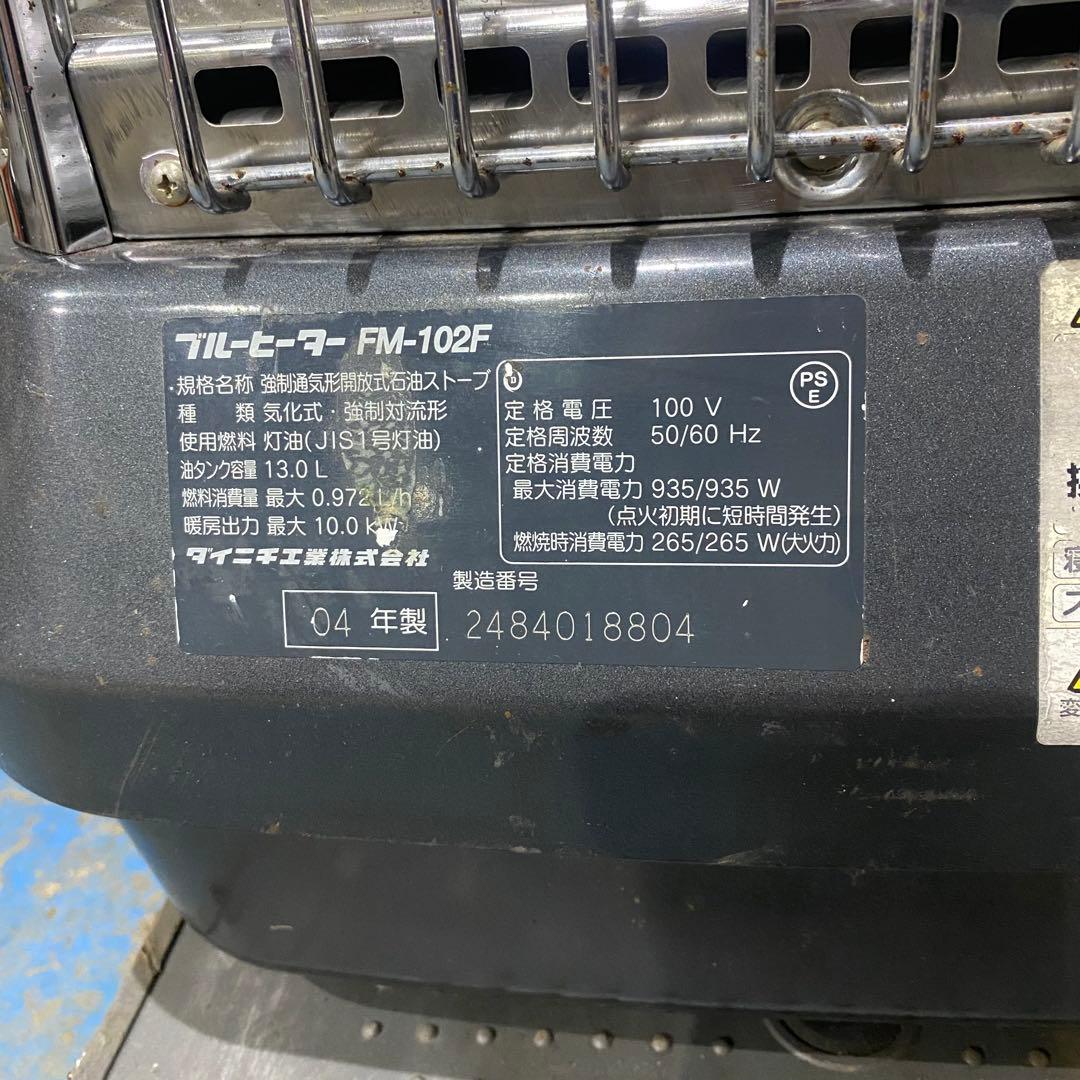 ブルーヒーター FM-102F
規格名称 強制通気形開放式石油ストーブ
種 類 気化式・強制対流形
使用燃料 灯油(JIS1号灯油)
油タンク容量 13.0 L
燃料消費量 最大 0.972 L/h
暖房出力 最大 10.0 kW
ダイニチ工業株式会社
PS
E
定格電圧 100 V
定格周波数 50/60 Hz
定格消費電力
最大消費電力 935/935 W
(点火初期に短時間発生)
燃焼時消費電力 265/265 W(大火力)
製造番号
04 年製 2484018804
寝
変